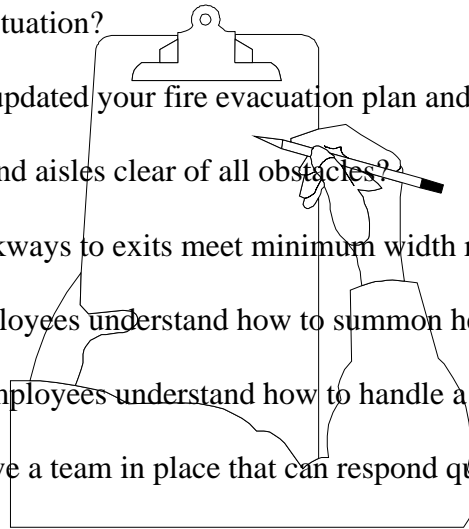 tuation?
updated your fire evacuation plan and
nd aisles clear of all obstacles?
kways to exits meet minimum width
loyees understand how to summon
mployees understand how to handle a
ve a team in place that can respond